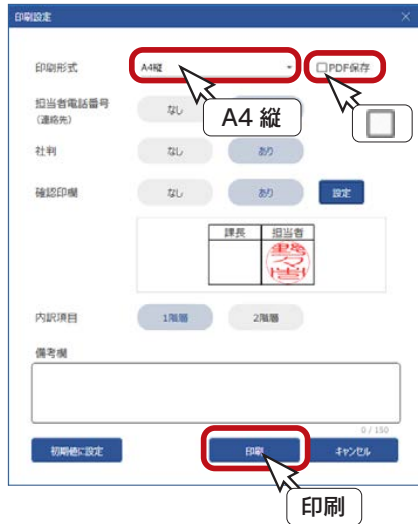 印刷設定
印刷形式 A4縦 PDF保存
担当者電話番号 なし
(連絡先)
A4 縦
社判 なし あり
確認印欄 なし あり 設定
課長 担当者
内訳項目 1階層 2階層
備考欄
0 / 150
初期値に設定 印刷 キャンセル
印刷